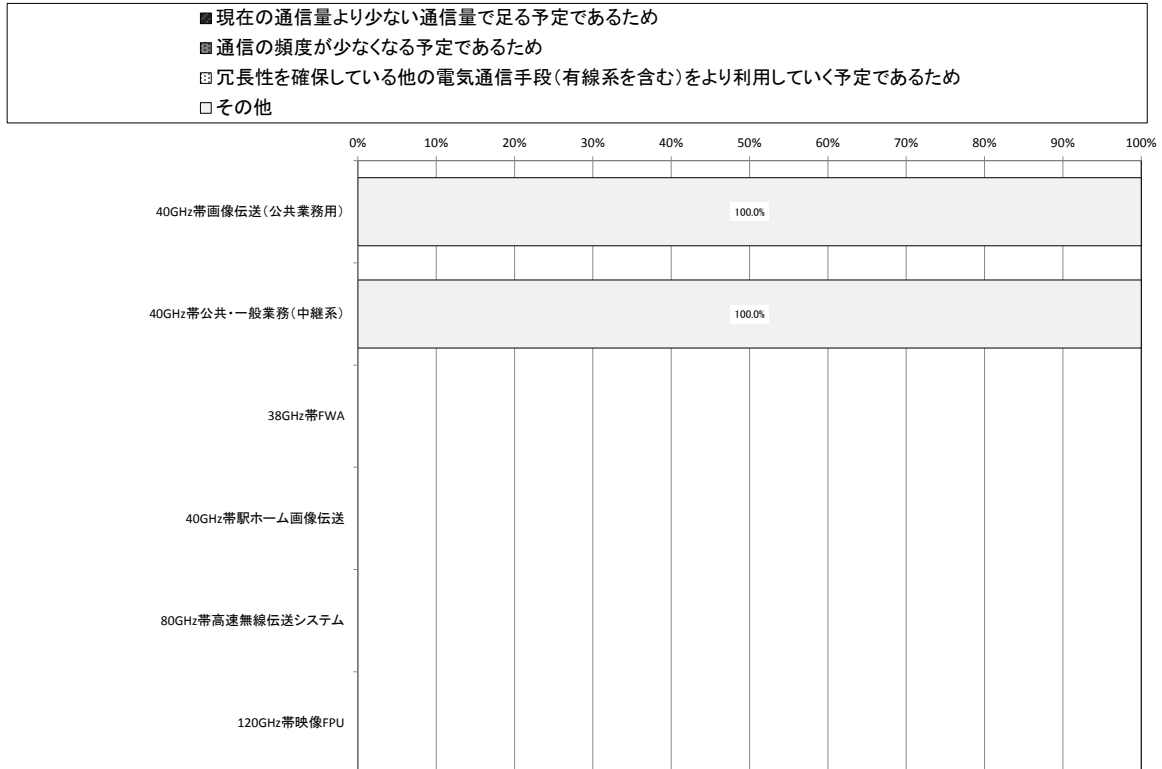 現在の通信量より少ない通信量で足る予定であるため
通信の頻度が少なくなる予定であるため
冗長性を確保している他の電気通信手段(有線系を含む)をより利用していく予定であるため
その他
0% 10% 20% 30% 40% 50% 60% 70% 80% 90% 100%
40GHz帯画像伝送(公共業務用)
100.0%
40GHz帯公共・一般業務(中継系)
100.0%
38GHz帯FWA
40GHz帯駅ホーム画像伝送
80GHz帯高速無線伝送システム
120GHz帯映像FPU